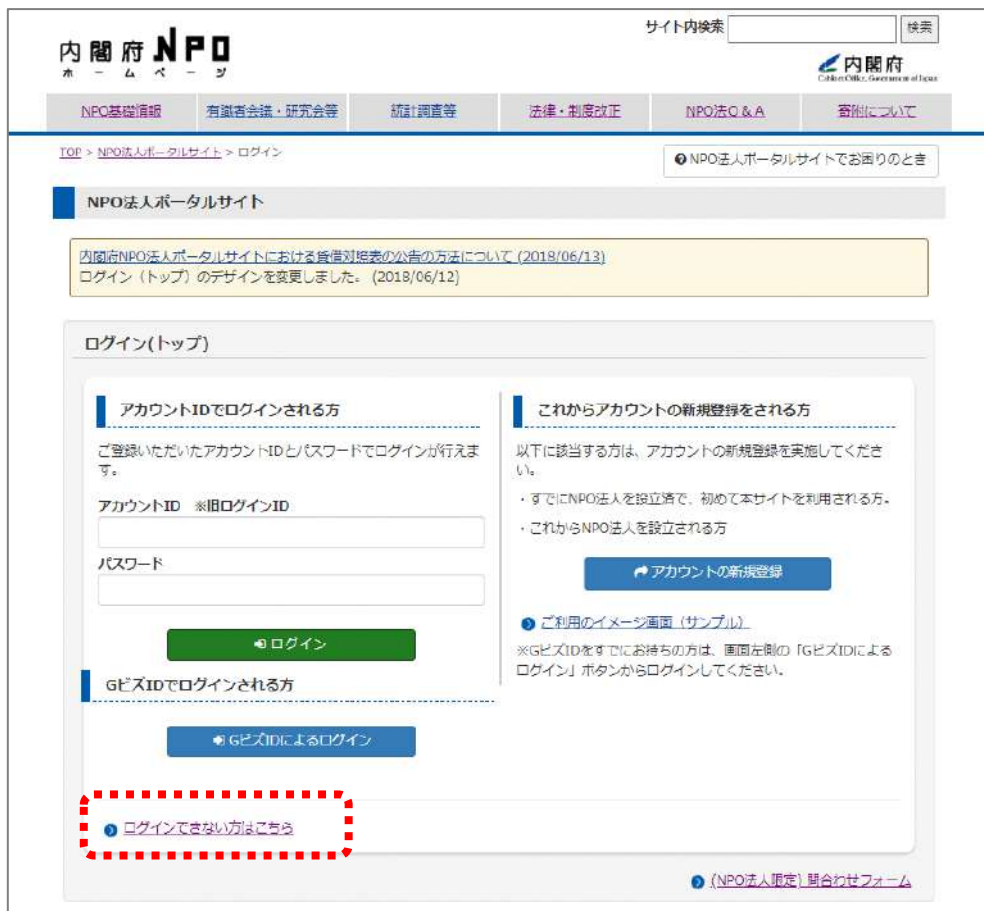 サイト内検索 検索
内閣府NPO
ホームページ
内閣府
Cabinet Office, Government of Japan
NPO基礎情報 有識者会議・研究会等 統計調査等 法律・制度改正 NPO法Q&A 寄附について
TOP > NPO法人ポータルサイト > ログイン
NPO法人ポータルサイトでお困りのとき
NPO法人ポータルサイト
内閣府NPO法人ポータルサイトにおける貸借対照表の公告の方法について (2018/06/13)
ログイン（トップ）のデザインを変更しました。 (2018/06/12)
ログイン(トップ)
アカウントIDでログインされる方
ご登録いただいたアカウントIDとパスワードでログインが行えま
す。
アカウントID ※旧ログインID
パスワード
ログイン
GビズIDでログインされる方
GビズIDによるログイン
ログインできない方はこちら
これからアカウントの新規登録をされる方
以下に該当する方は、アカウントの新規登録を実施してくださ
い。
・すでにNPO法人を設立済で、初めて本サイトを利用される方。
・これからNPO法人を設立される方
アカウントの新規登録
ご利用のイメージ画面（サンプル）
※GビズIDをすでにお持ちの方は、画面左側の「GビズIDによる
ログイン」ボタンからログインしてください。
(NPO法人限定) 問合わせフォーム